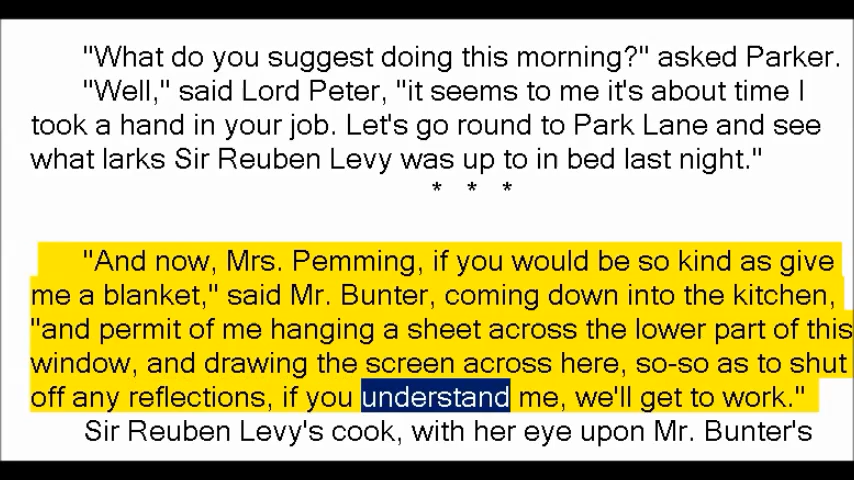 "What do you suggest doing this morning?" asked Parker.
"Well," said Lord Peter, "it seems to me it's about time I
took a hand in your job. Let's go round to Park Lane and see
what larks Sir Reuben Levy was up to in bed last night."
* * *
"And now, Mrs. Pemming, if you would be so kind as give
me a blanket," said Mr. Bunter, coming down into the kitchen,
"and permit of me hanging a sheet across the lower part of this
window, and drawing the screen across here, so-so as to shut
off any reflections, if you understand me, we'll get to work."
Sir Reuben Levy's cook, with her eye upon Mr. Bunter's